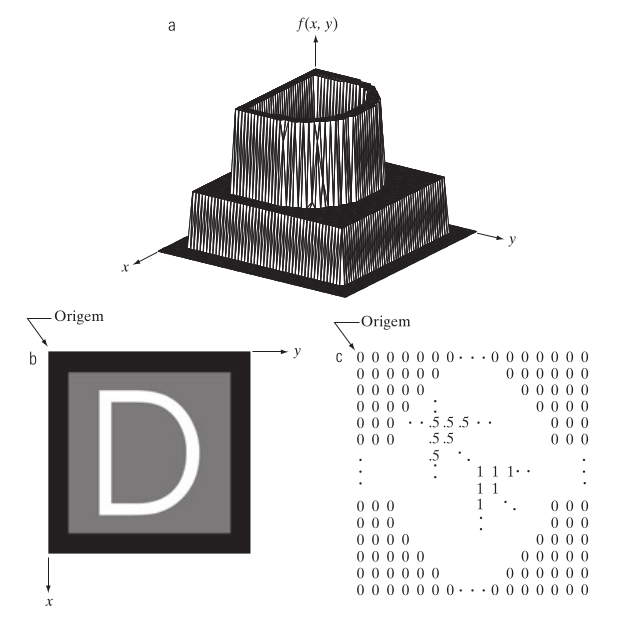 a
f(x, y)
y
x
Origem
b
y
D
x
Origem
c
0 0 0 0 0 0 0 · · · 0 0 0 0 0 0 0
0 0 0 0 0 0 0 0 0 0 0 0
0 0 0 0 0 0 0 0 0 0
0 0 0 0 · 0 0 0 0
0 0 0 · · .5 .5 .5 · · 0 0 0
0 0 0 .5 .5 0 0 0
.5 · ·
1 1 1 · ·
1 1
0 0 0 1 · · 0 0 0
0 0 0 0 0 0
0 0 0 0 0 0 0 0
0 0 0 0 0 0 0 0 0 0
0 0 0 0 0 0 0 0 0 0 0 0
0 0 0 0 0 0 0 · · · 0 0 0 0 0 0 0